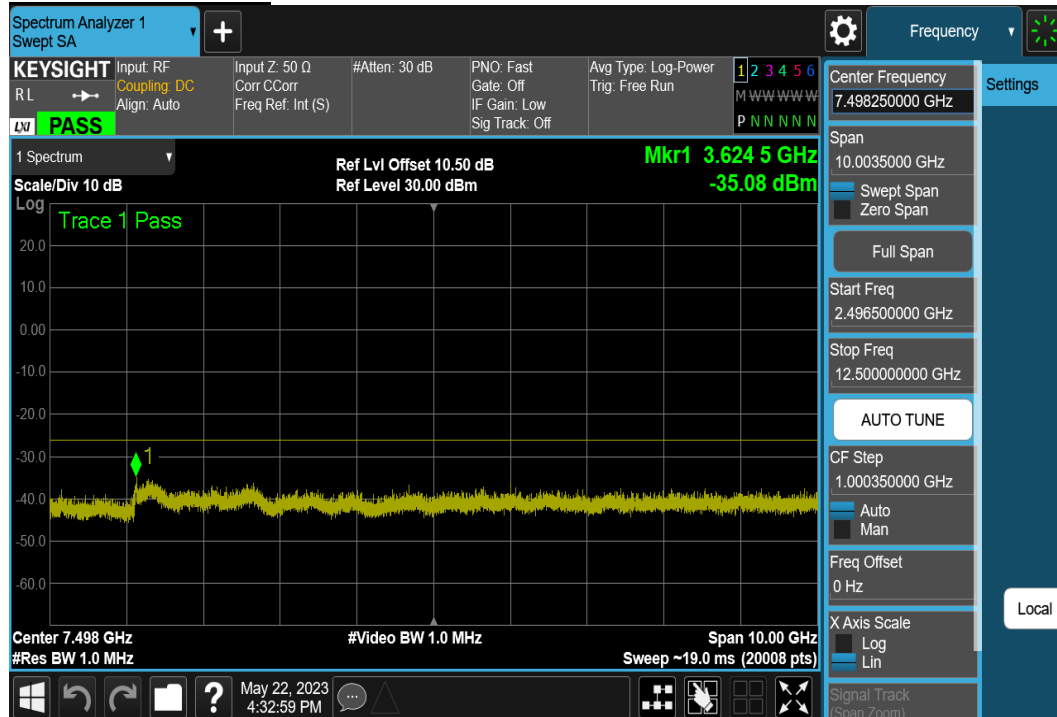 Spectrum Analyzer 1
Swept SA
+
Frequency
KEYSIGHT
R L
LXI PASS
Input: RF
Coupling: DC
Align: Auto
Input Z: 50 Ω
Corr CCorr
Freq Ref: Int (S)
#Atten: 30 dB
PNO: Fast
Gate: Off
IF Gain: Low
Sig Track: Off
Avg Type: Log-Power
Trig: Free Run
1 2 3 4 5 6
M W W W W W
P N N N N N
1 Spectrum
Scale/Div 10 dB
Log
Ref Lvl Offset 10.50 dB
Ref Level 30.00 dBm
Mkr1 3.624 5 GHz
-35.08 dBm
Trace 1 Pass
20.0
10.0
0.00
-10.0
-20.0
-30.0
-40.0
-50.0
-60.0
1
Center 7.498 GHz
#Video BW 1.0 MHz
Span 10.00 GHz
#Res BW 1.0 MHz
Sweep ~19.0 ms (20008 pts)
Center Frequency
7.498250000 GHz
Settings
Span
10.0035000 GHz
Swept Span
Zero Span
Full Span
Start Freq
2.496500000 GHz
Stop Freq
12.500000000 GHz
AUTO TUNE
CF Step
1.000350000 GHz
Auto
Man
Freq Offset
0 Hz
Local
X Axis Scale
Log
Lin
Signal Track
(Span Zoom)
?
May 22, 2023
4:32:59 PM